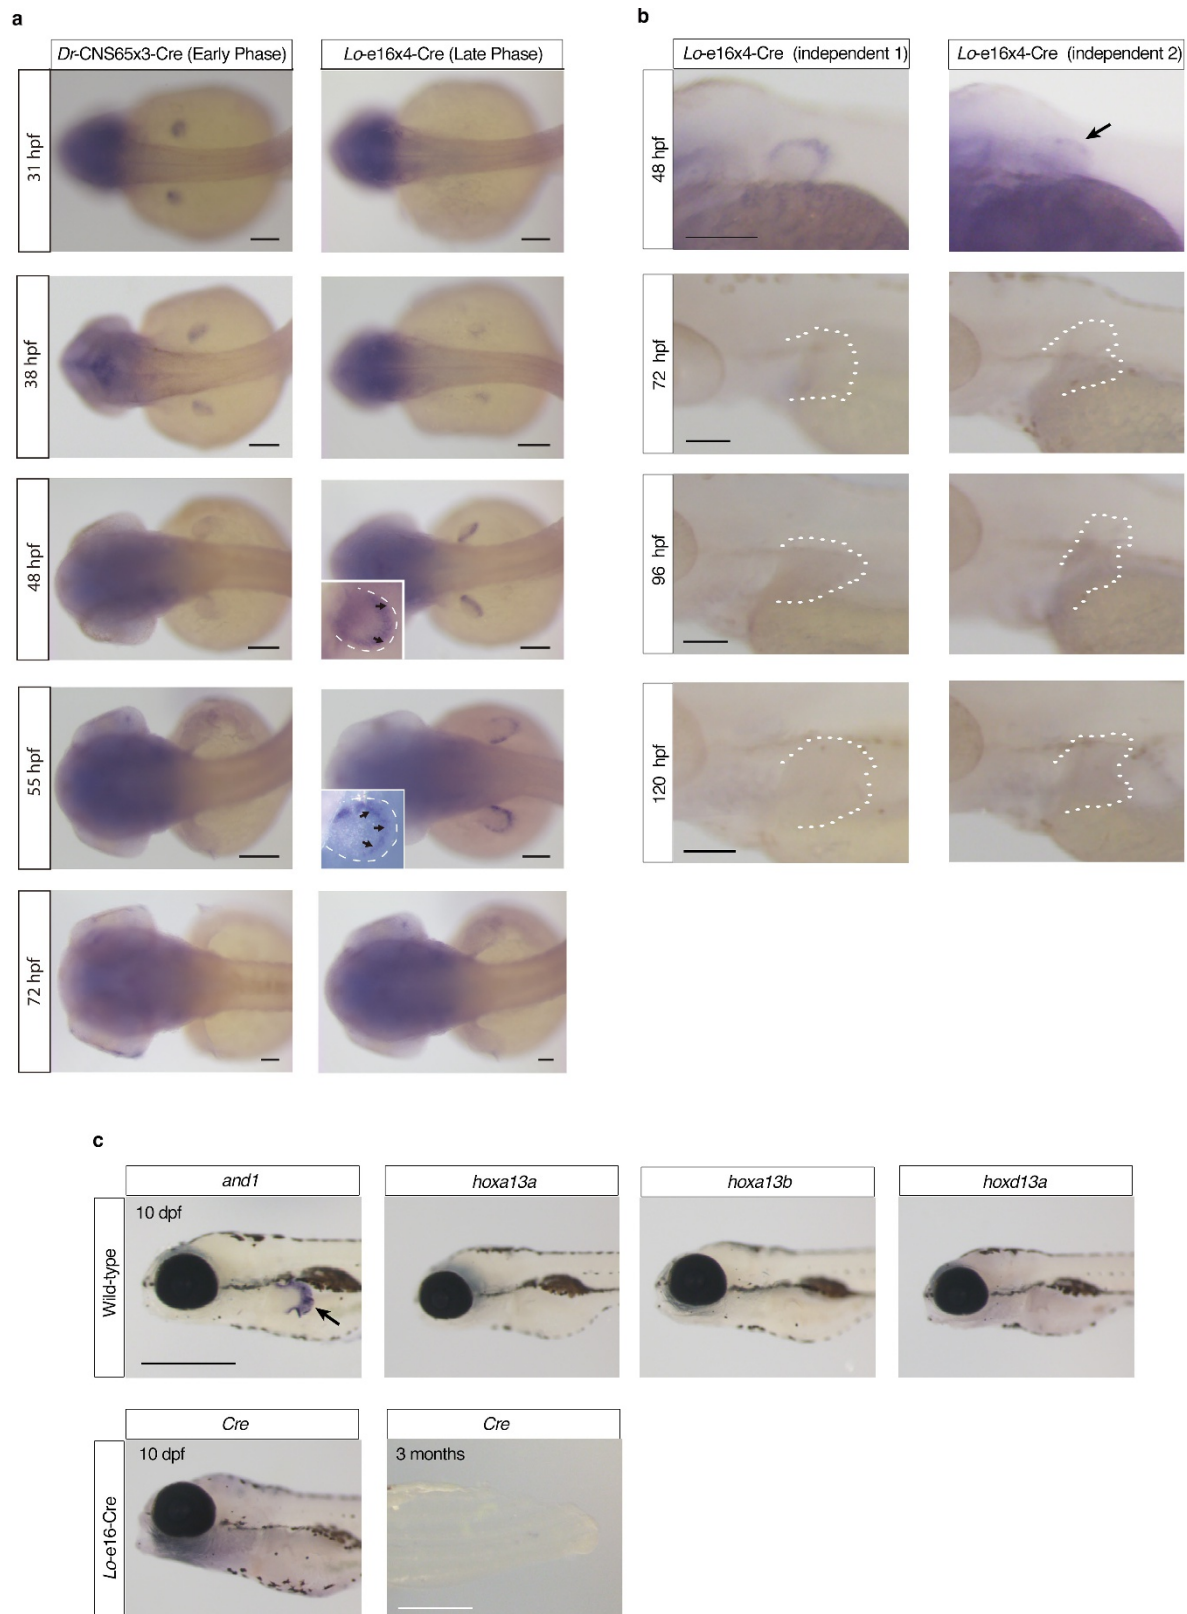 a
Dr-CNS65x3-Cre (Early Phase)
Lo-e16x4-Cre (Late Phase)
31 hpf
38 hpf
48 hpf
55 hpf
72 hpf
b
Lo-e16x4-Cre (independent 1)
Lo-e16x4-Cre (independent 2)
48 hpf
72 hpf
96 hpf
120 hpf
c
and1
hoxa13a
hoxa13b
hoxd13a
Wild-type
10 dpf
Cre
Cre
Lo-e16-Cre
10 dpf
3 months